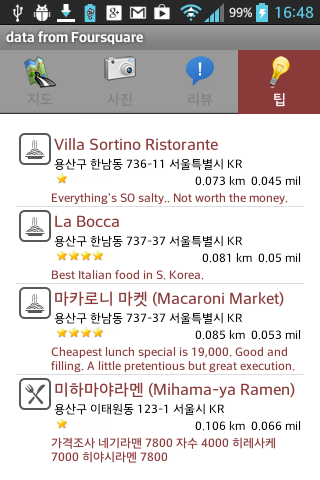 99% 16:48
data from Foursquare
지도 사진 리뷰 팁
Villa Sortino Ristorante
용산구 한남동 736-11 서울특별시 KR
0.073 km 0.045 mil
Everything's SO salty.. Not worth the money.
La Bocca
용산구 한남동 737-37 서울특별시 KR
0.081 km 0.05 mil
Best Italian food in S. Korea.
마카로니 마켓 (Macaroni Market)
용산구 한남동 737-37 서울특별시 KR
0.085 km 0.053 mil
Cheapest lunch special is 19,000. Good and
filling. A little pretentious but great execution.
미하마야라멘 (Mihama-ya Ramen)
용산구 이태원동 123-1 서울시 KR
0.106 km 0.066 mil
가격조사 네기라맨 7800 자수 4000 히레사케
7000 히야시라멘 7800